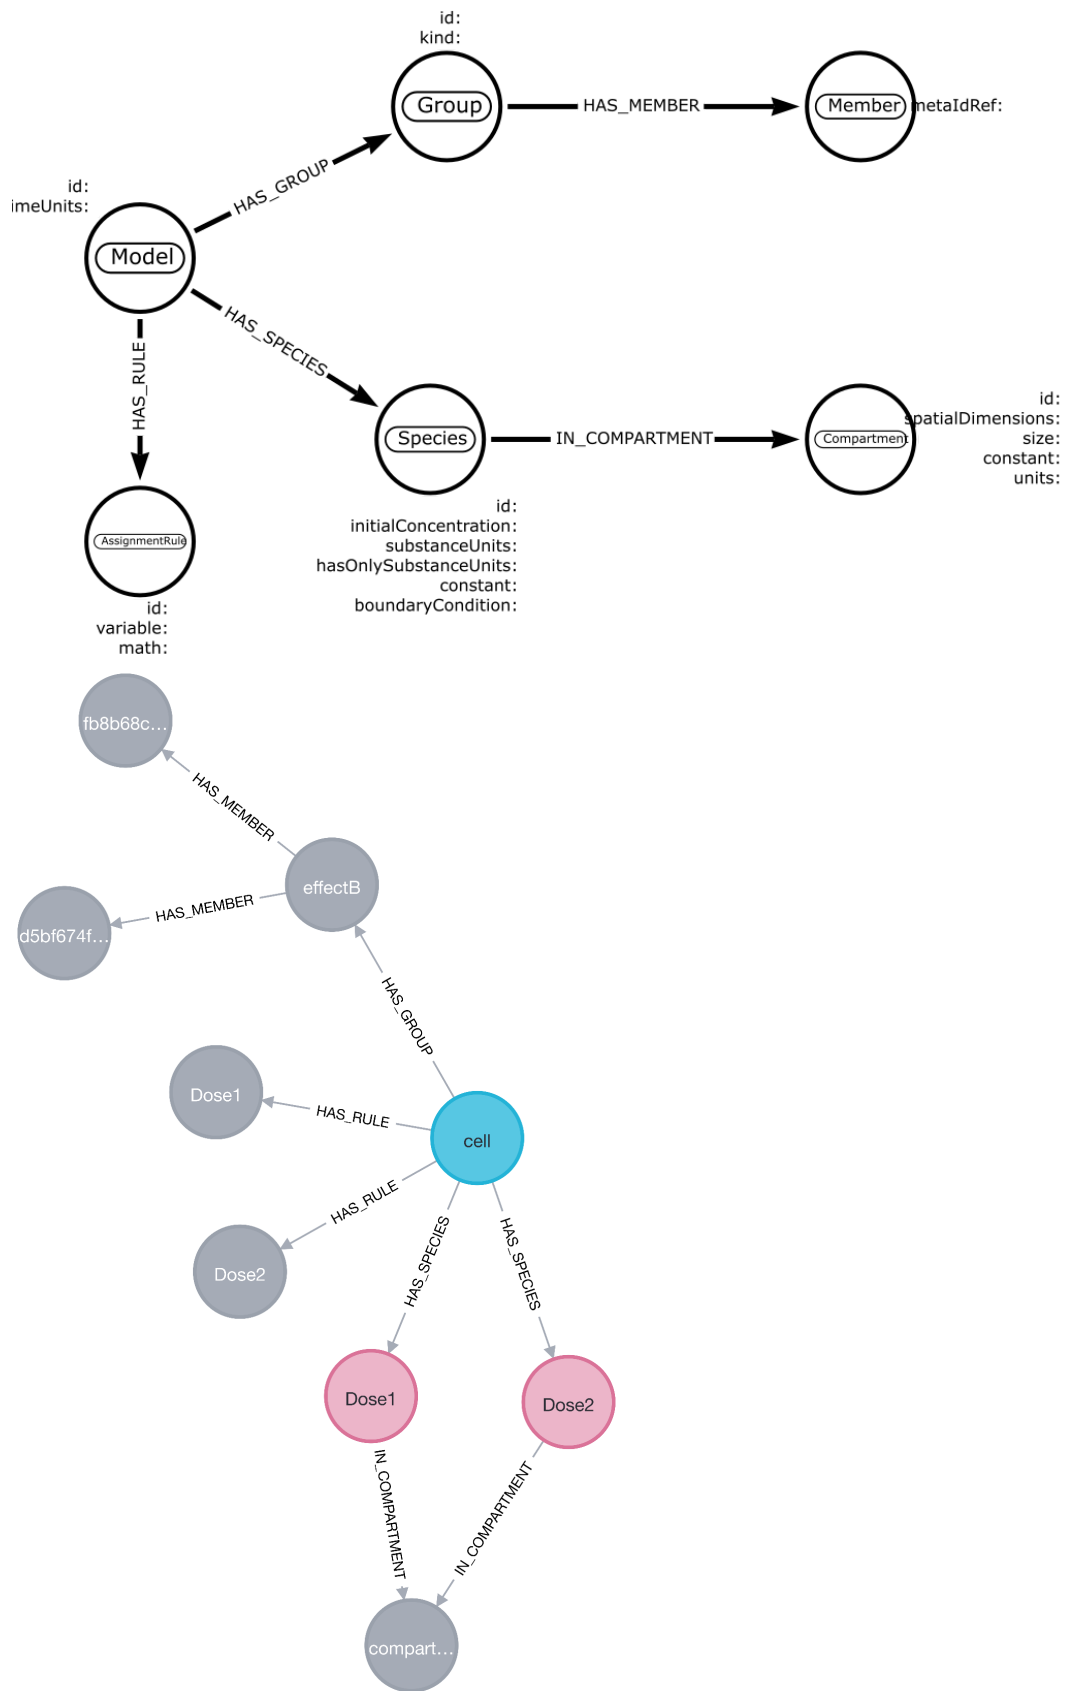 id:
kind:
Group
HAS_MEMBER
Member
metaIdRef:
HAS_GROUP
id:
imeUnits:
Model
HAS_SPECIES
HAS_RULE
Species
IN_COMPARTMENT
Compartment
id:
spatialDimensions:
size:
constant:
units:
id:
initialConcentration:
substanceUnits:
hasOnlySubstanceUnits:
constant:
boundaryCondition:
AssignmentRule
id:
variable:
math:
fb8b68c...
HAS_MEMBER
effectB
HAS_MEMBER
d5bf674f...
HAS_GROUP
Dose1
HAS_RULE
cell
HAS_RULE
Dose2
HAS_SPECIES
HAS_SPECIES
Dose1
Dose2
IN_COMPARTMENT
IN_COMPARTMENT
compart...